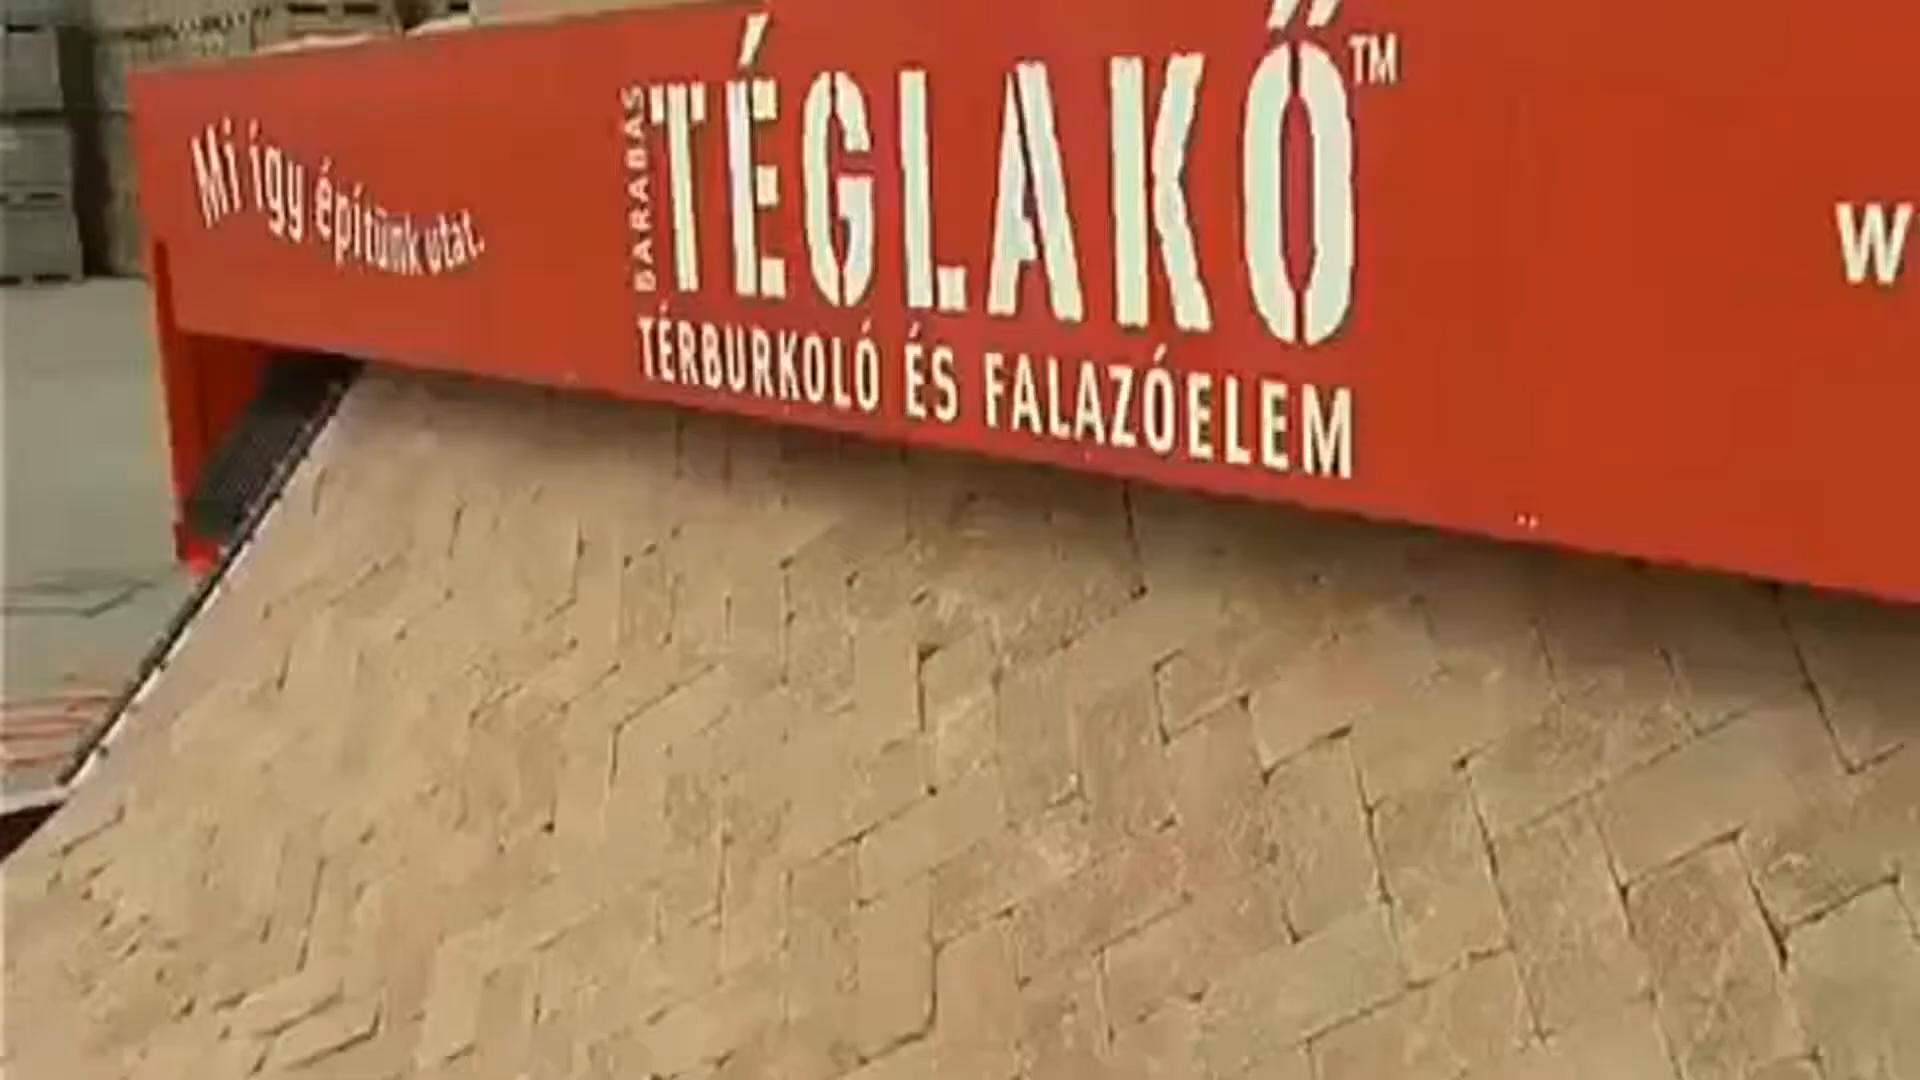 Mi így építünk utat.
BARABÁS
TÉGLAKŐ™
TÉRBURKOLÓ ÉS FALAZÓELEM
w